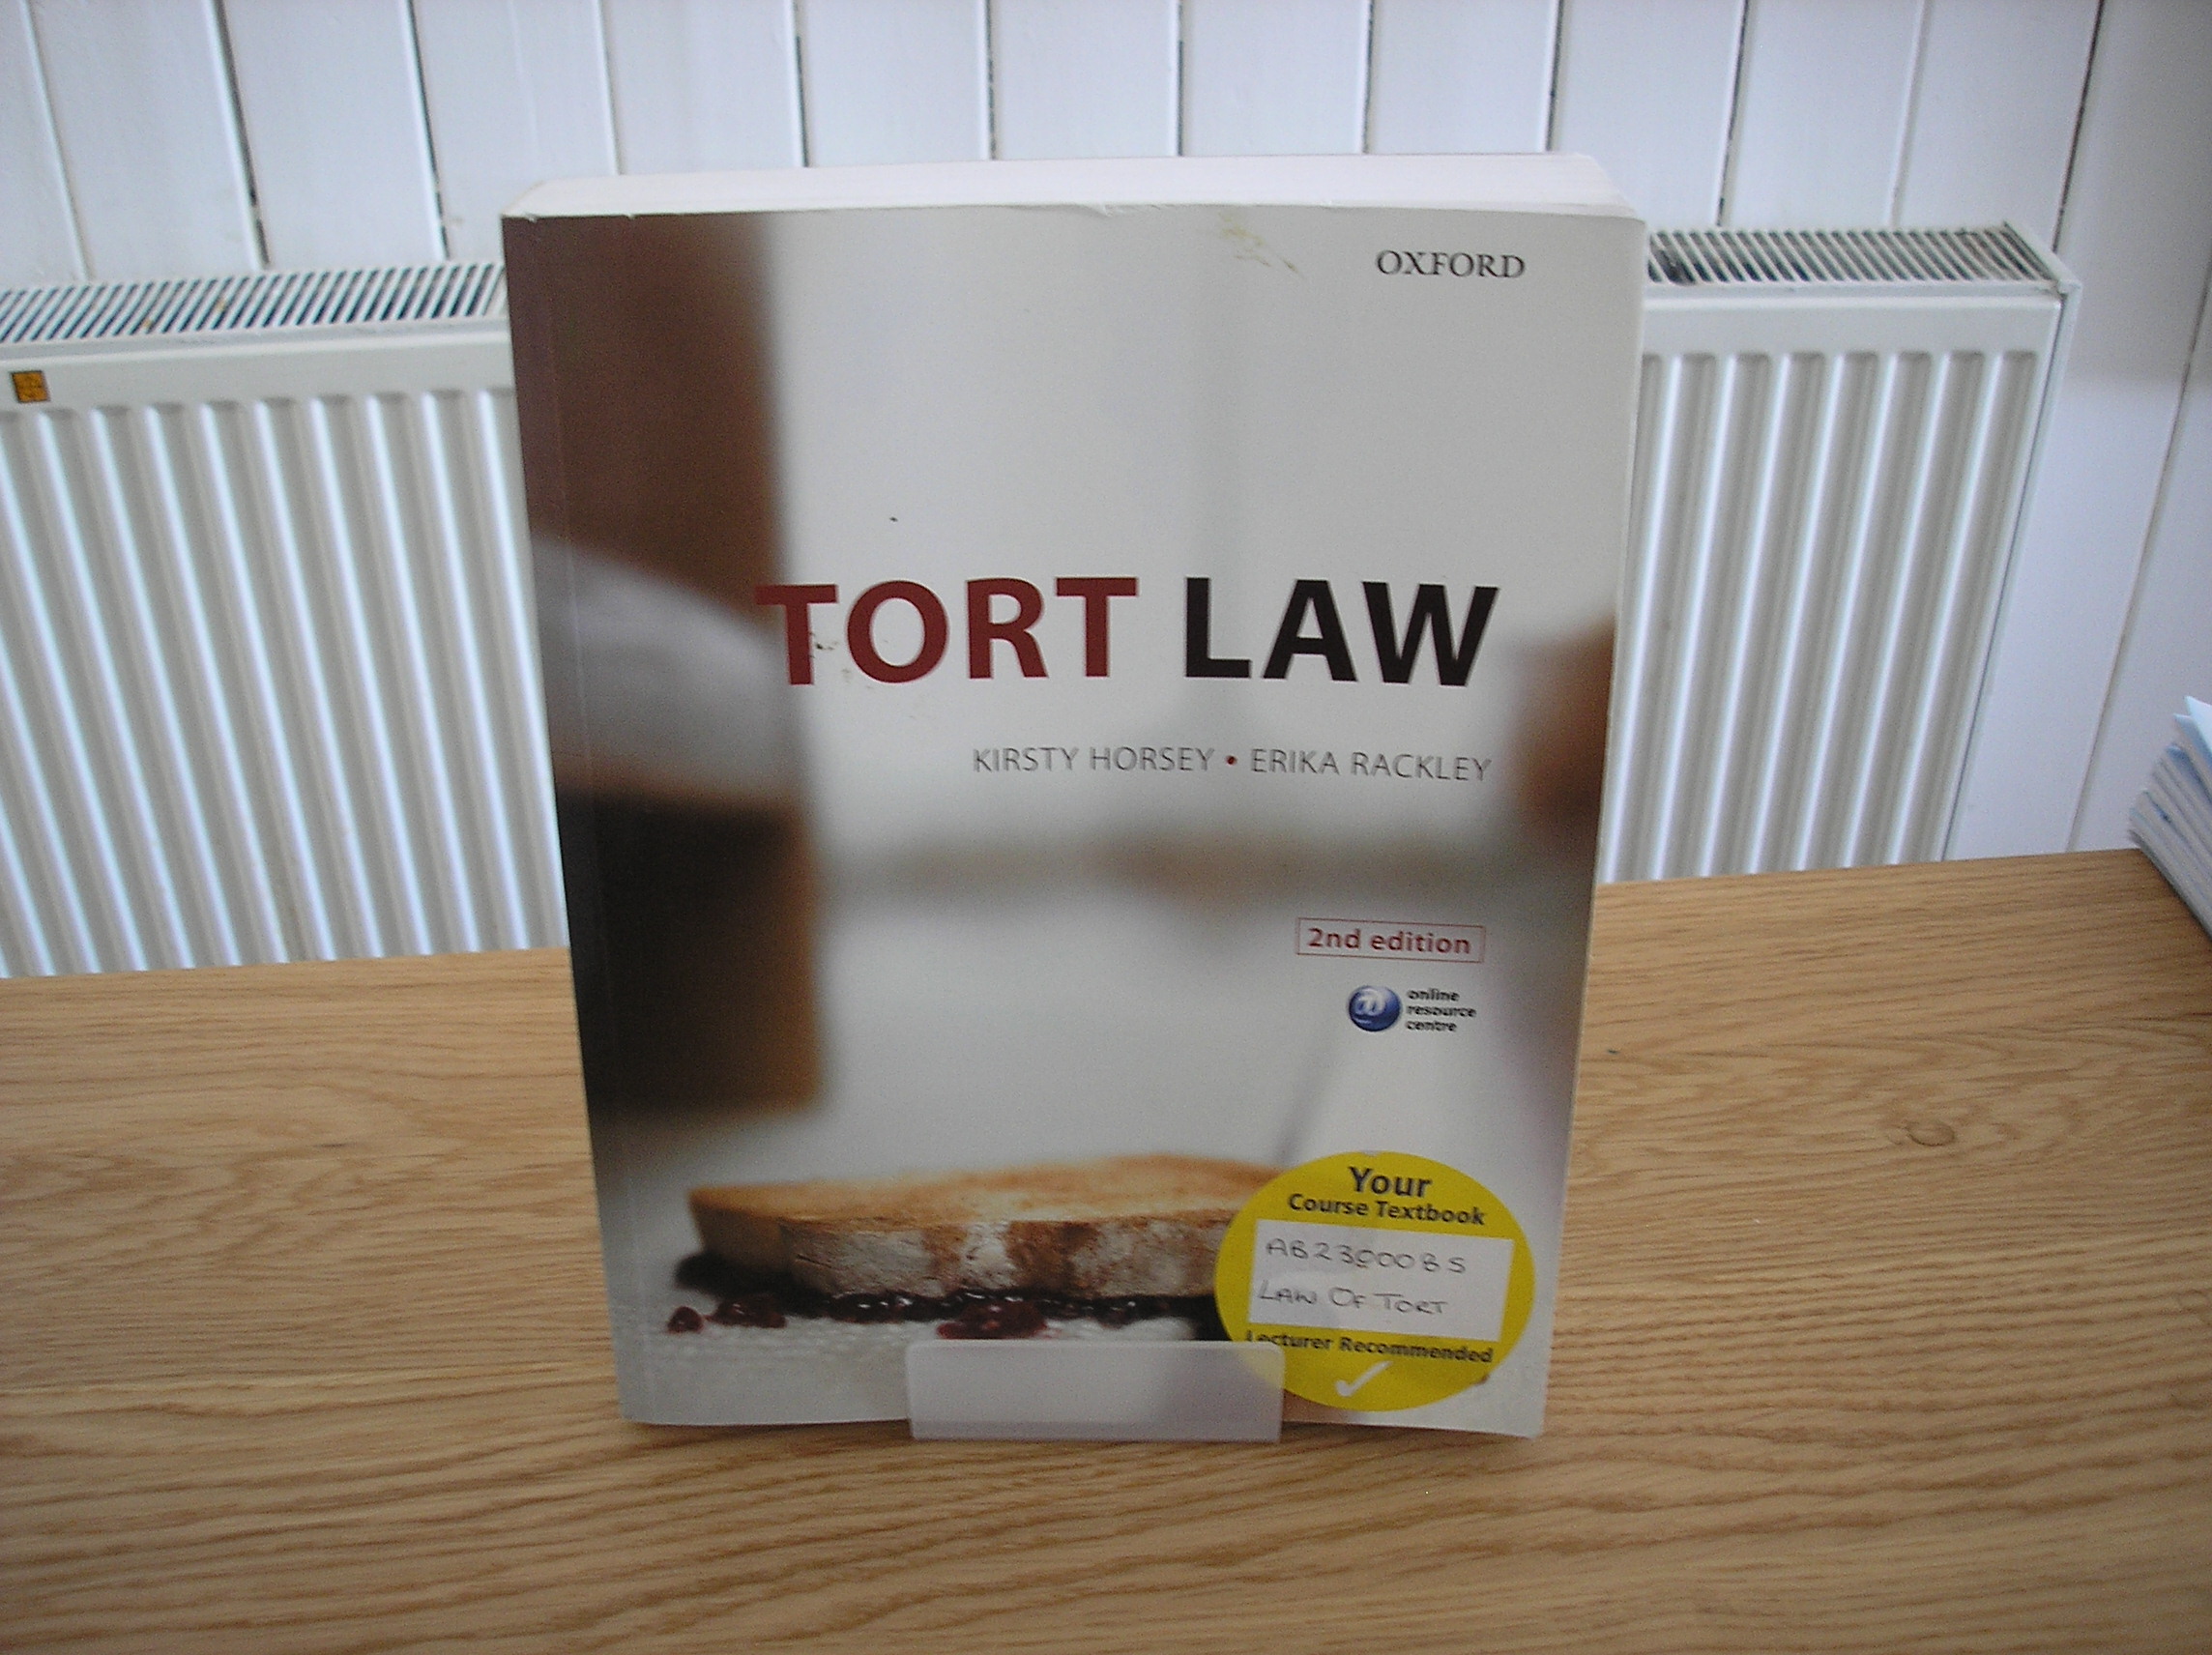 OXFORD
TORT LAW
KIRSTY HORSEY • ERIKA RACKLEY
2nd edition
online
resource
centre
Your
Course Textbook
AB239008S
LAW OF TORT
Lecturer Recommended